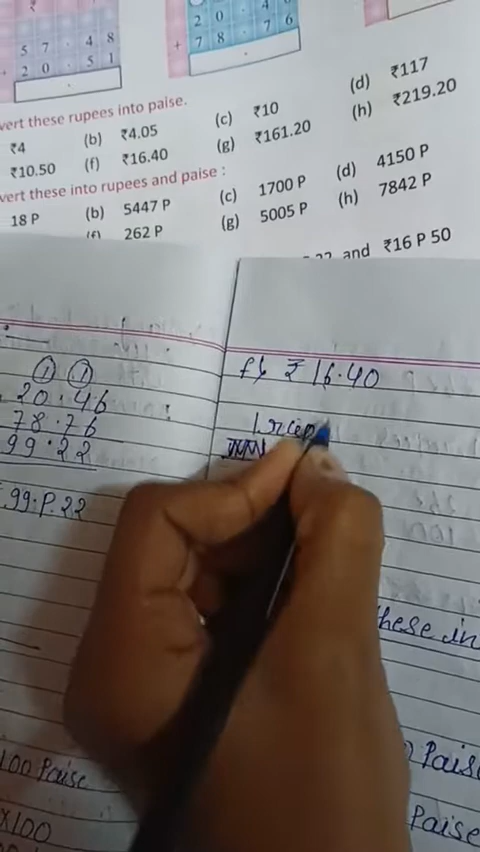 ₹
5 7 . 4 8
2 0 . 5 1
.
2 0 . 4 6
+ 7 8 . 7 6
.
vert these rupees into paise.
₹4 (b) ₹4.05 (c) ₹10 (d) ₹117
₹10.50 (f) ₹16.40 (g) ₹161.20 (h) ₹219.20
vert these into rupees and paise :
18 P (b) 5447 P (c) 1700 P (d) 4150 P
(f) 262 P (g) 5005 P (h) 7842 P
and ₹16 P 50
① ①
20.46
78.76
99.22
.99.P.22
f) ₹ 16.40
these in
100 Paise
X100
Paise
Paise